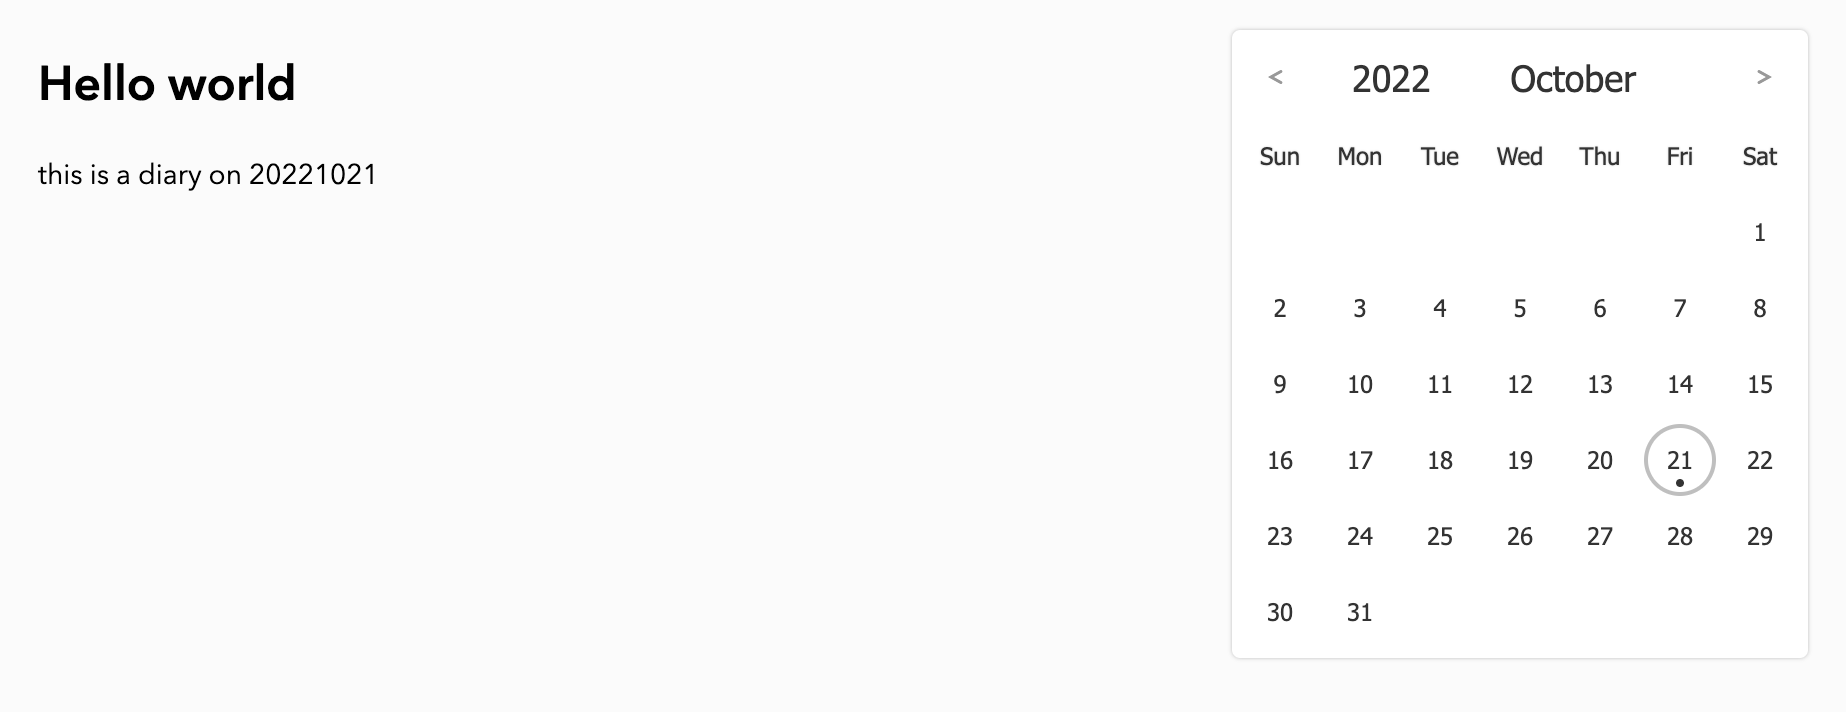 Hello world
this is a diary on 20221021
< 2022 October >
Sun Mon Tue Wed Thu Fri Sat
1
2 3 4 5 6 7 8
9 10 11 12 13 14 15
16 17 18 19 20 21 22
23 24 25 26 27 28 29
30 31